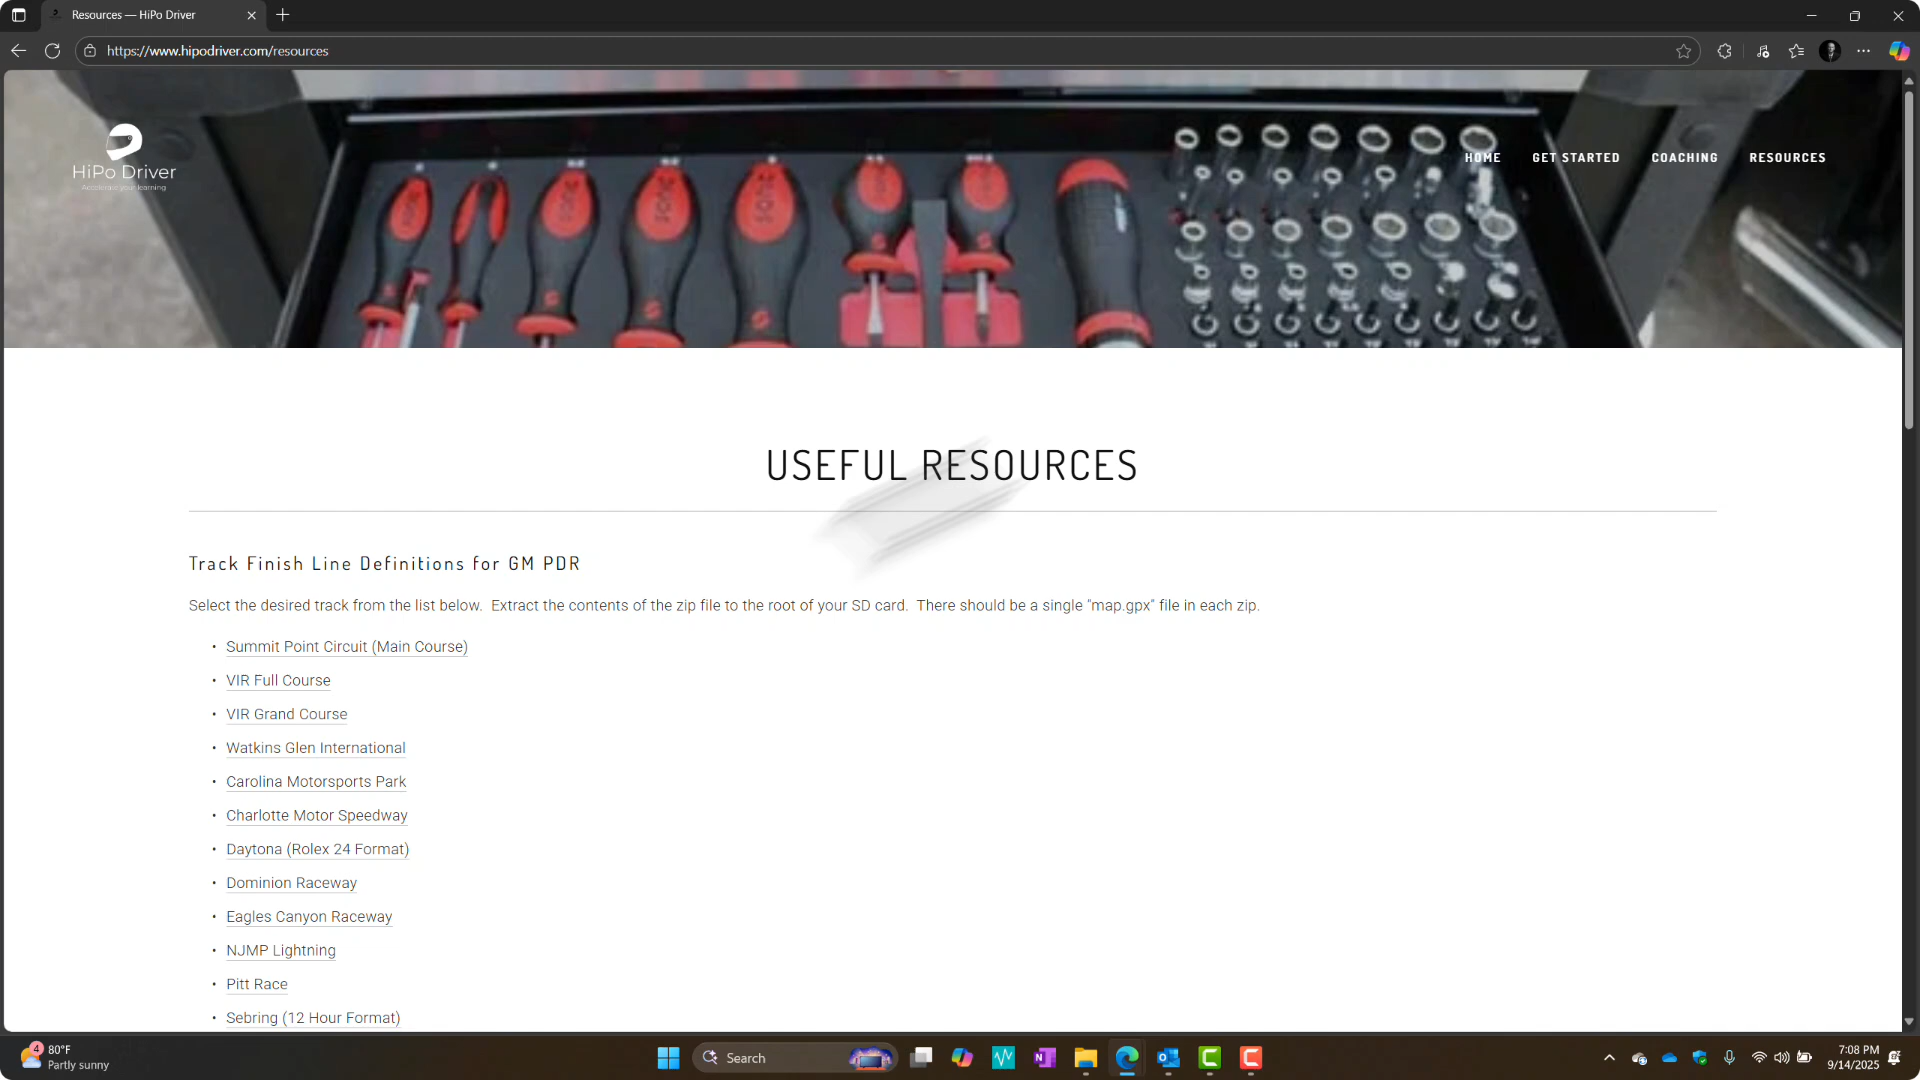 Resources — HiPo Driver
https://www.hipodriver.com/resources
HiPo Driver
Accelerate your learning
HOME
GET STARTED
COACHING
RESOURCES
USEFUL RESOURCES
Track Finish Line Definitions for GM PDR
Select the desired track from the list below.  Extract the contents of the zip file to the root of your SD card.  There should be a single "map.gpx" file in each zip.
• Summit Point Circuit (Main Course)
• VIR Full Course
• VIR Grand Course
• Watkins Glen International
• Carolina Motorsports Park
• Charlotte Motor Speedway
• Daytona (Rolex 24 Format)
• Dominion Raceway
• Eagles Canyon Raceway
• NJMP Lightning
• Pitt Race
• Sebring (12 Hour Format)
4
80°F
Partly sunny
Search
7:08 PM
9/14/2025